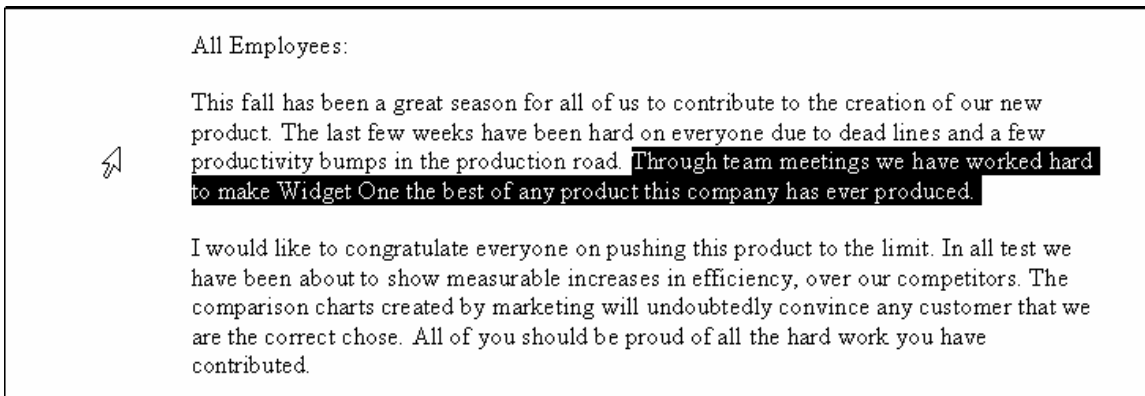 All Employees:
This fall has been a great season for all of us to contribute to the creation of our new
product. The last few weeks have been hard on everyone due to dead lines and a few
productivity bumps in the production road. Through team meetings we have worked hard
to make Widget One the best of any product this company has ever produced.
I would like to congratulate everyone on pushing this product to the limit. In all test we
have been about to show measurable increases in efficiency, over our competitors. The
comparison charts created by marketing will undoubtedly convince any customer that we
are the correct chose. All of you should be proud of all the hard work you have
contributed.